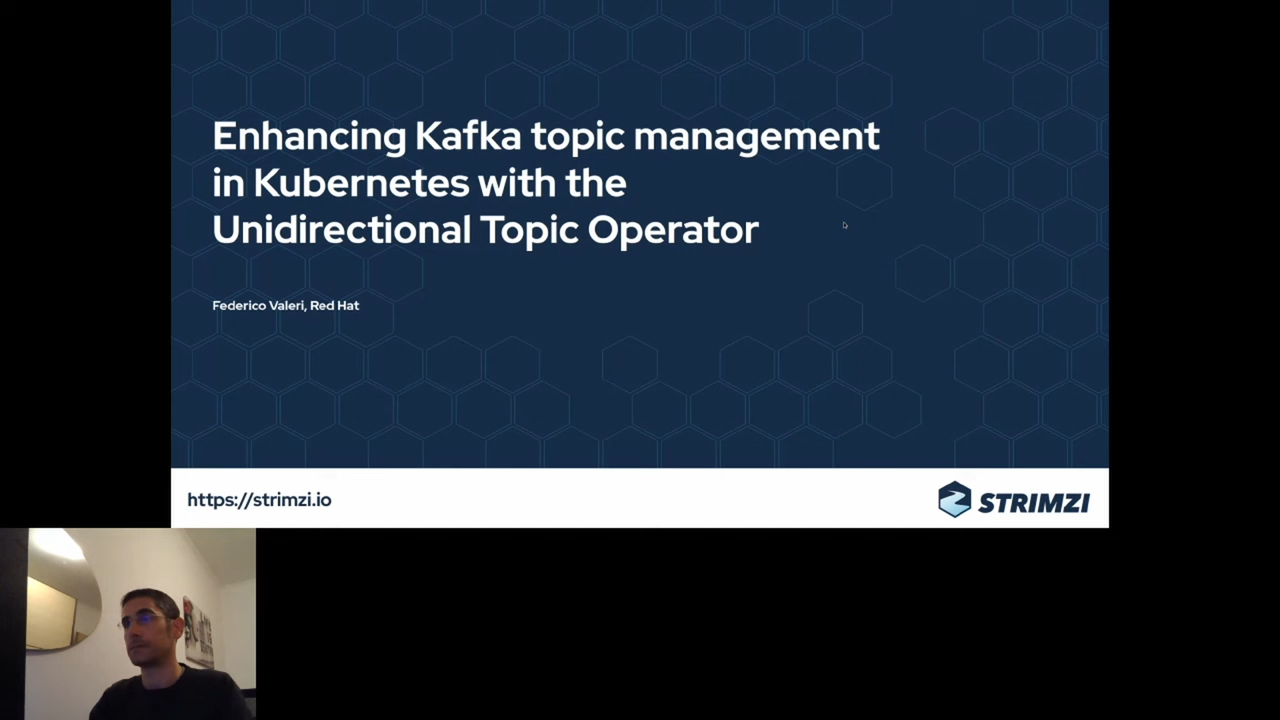 Enhancing Kafka topic management
in Kubernetes with the
Unidirectional Topic Operator
Federico Valeri, Red Hat
https://strimzi.io
STRIMZI